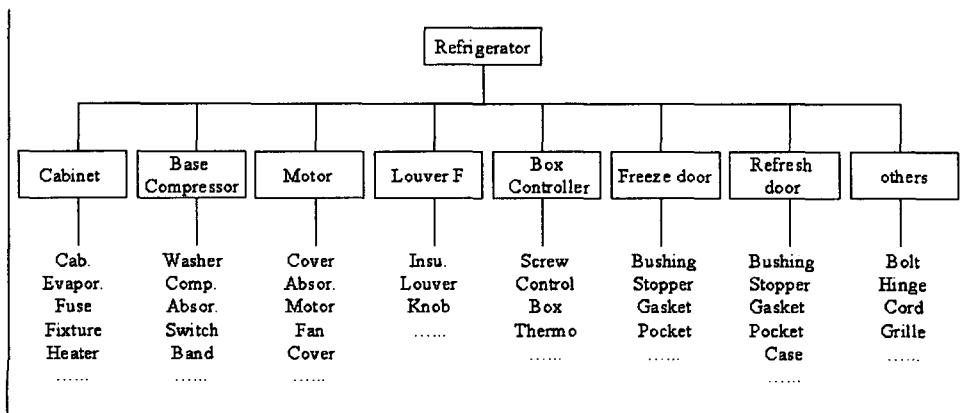 Refrigerator
Cabinet
Base
Compressor
Motor
Louver F
Box
Controller
Freeze door
Refresh
door
others
Cab.
Evapor.
Fuse
Fixture
Heater
......
Washer
Comp.
Absor.
Switch
Band
......
Cover
Absor.
Motor
Fan
Cover
......
Insu.
Louver
Knob
......
Screw
Control
Box
Thermo
......
Bushing
Stopper
Gasket
Pocket
......
Bushing
Stopper
Gasket
Pocket
Case
......
Bolt
Hinge
Cord
Grille
......